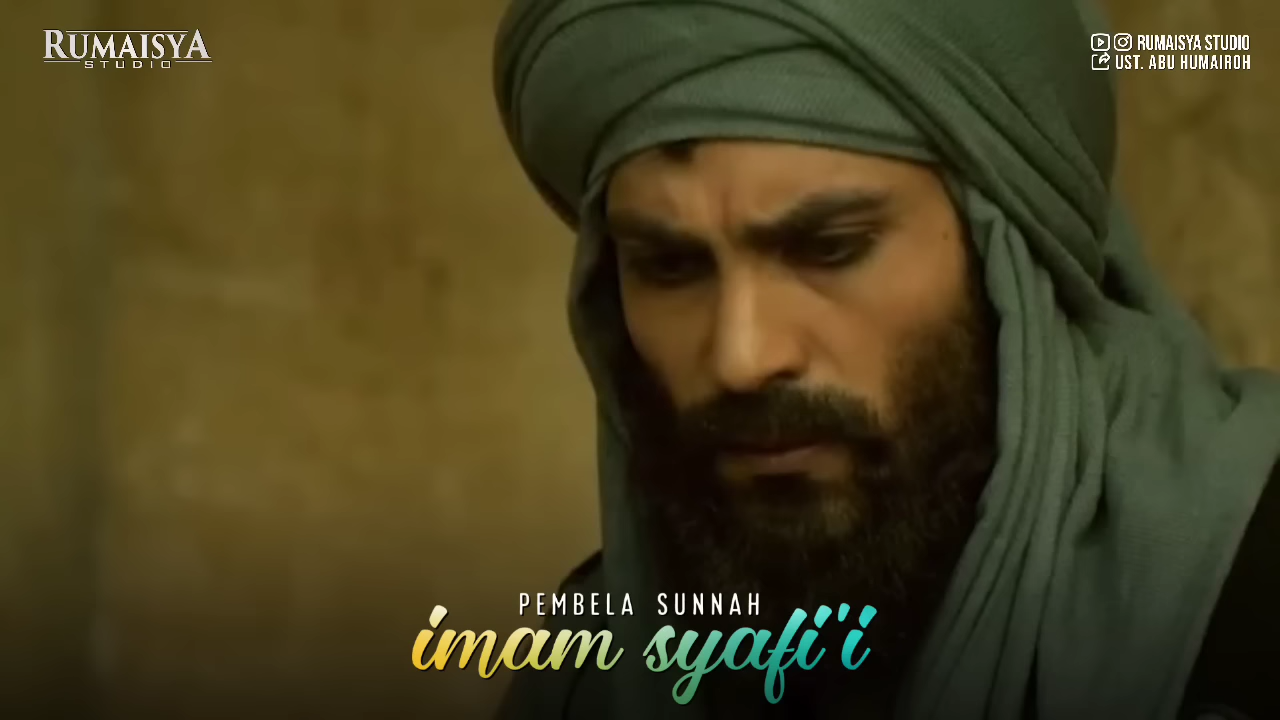 RUMAISYA
STUDIO
RUMAISYA STUDIO
UST. ABU HUMAIROH
PEMBELA SUNNAH
imam syafi'i